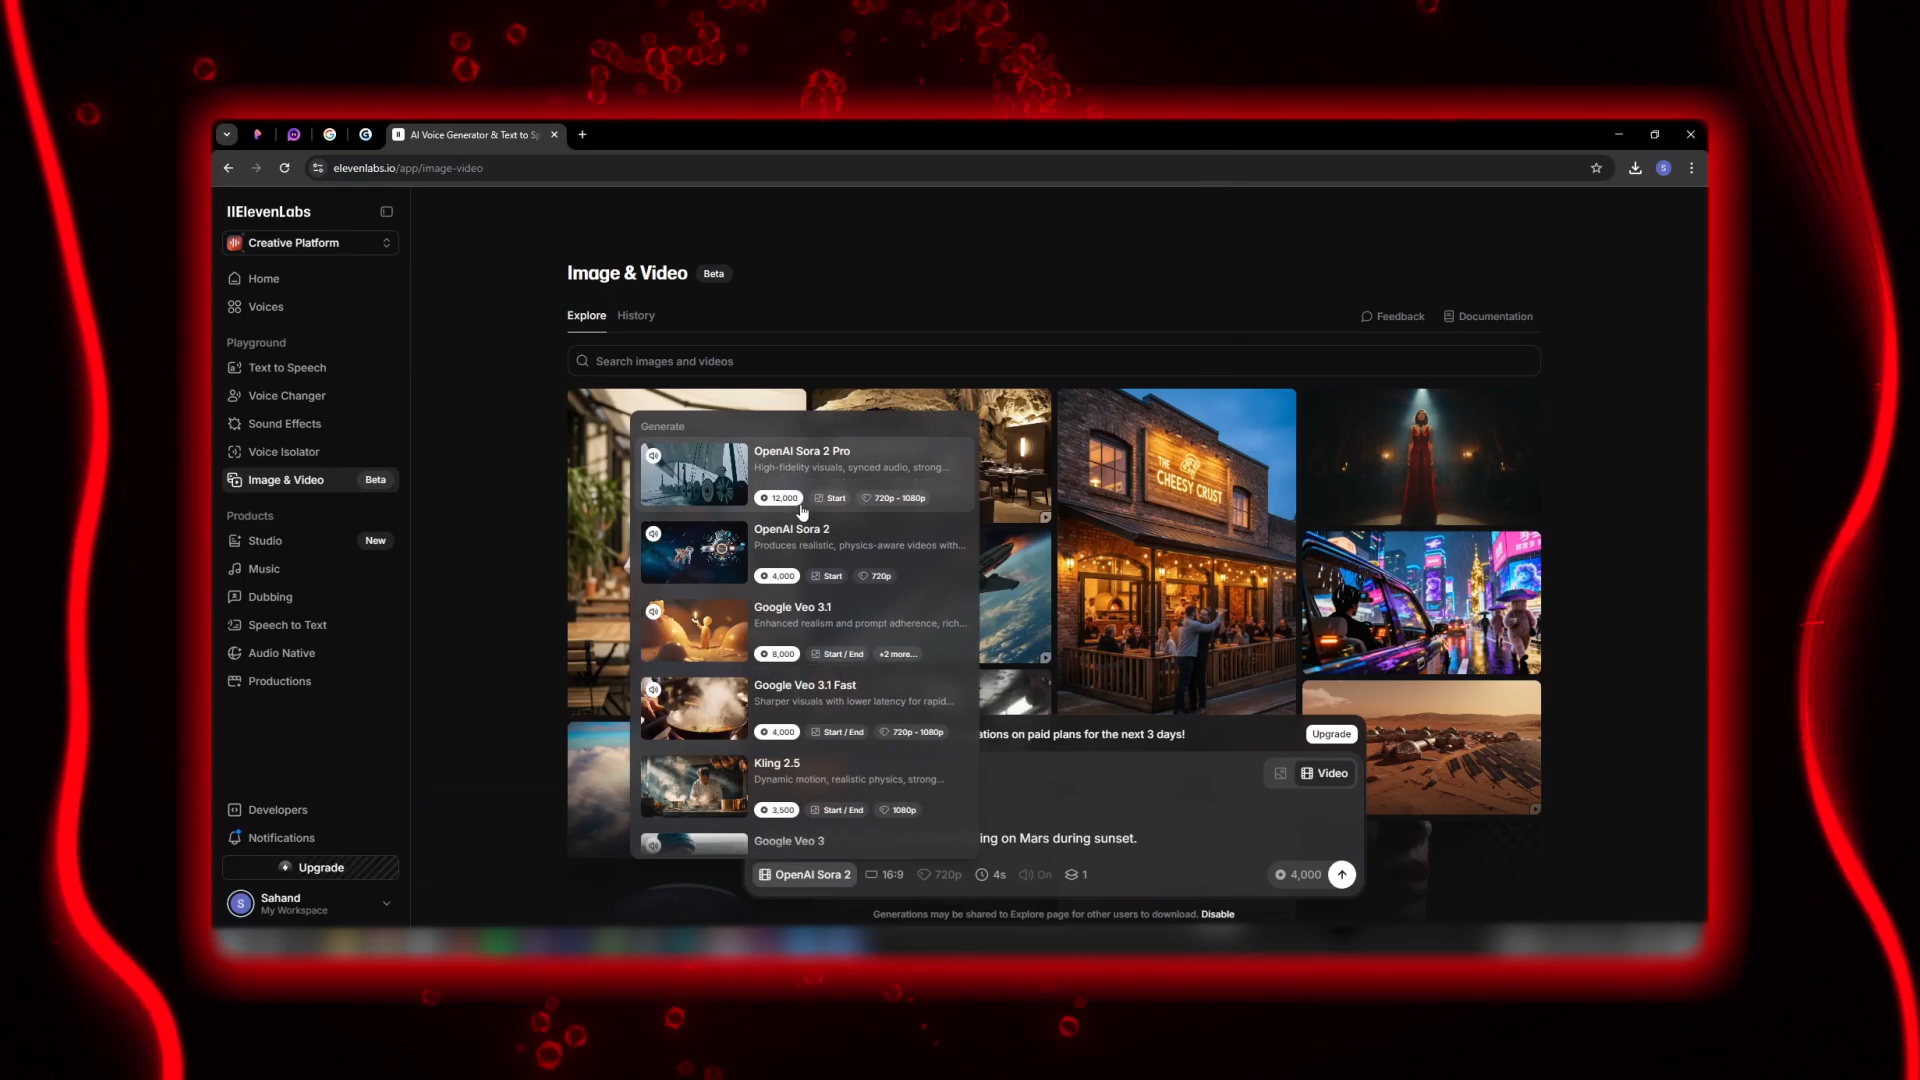 AI Voice Generator & Text to Sp
elevenlabs.io/app/image-video
S
IIElevenLabs
Creative Platform
Home
Voices
Playground
Text to Speech
Voice Changer
Sound Effects
Voice Isolator
Image & Video Beta
Products
Studio New
Music
Dubbing
Speech to Text
Audio Native
Productions
Developers
Notifications
Upgrade
S
Sahand
My Workspace
Image & Video Beta
Explore History
Feedback Documentation
Search images and videos
Generate
OpenAI Sora 2 Pro
High-fidelity visuals, synced audio, strong...
12,000 Start 720p - 1080p
OpenAI Sora 2
Produces realistic, physics-aware videos with...
4,000 Start 720p
Google Veo 3.1
Enhanced realism and prompt adherence, rich...
8,000 Start / End +2 more...
Google Veo 3.1 Fast
Sharper visuals with lower latency for rapid...
4,000 Start / End 720p - 1080p
Kling 2.5
Dynamic motion, realistic physics, strong...
3,500 Start / End 1080p
Google Veo 3
THE
CHEESY CRUST
ations on paid plans for the next 3 days!
Upgrade
Video
ing on Mars during sunset.
OpenAI Sora 2 16:9 720p 4s On 1
4,000
Generations may be shared to Explore page for other users to download. Disable